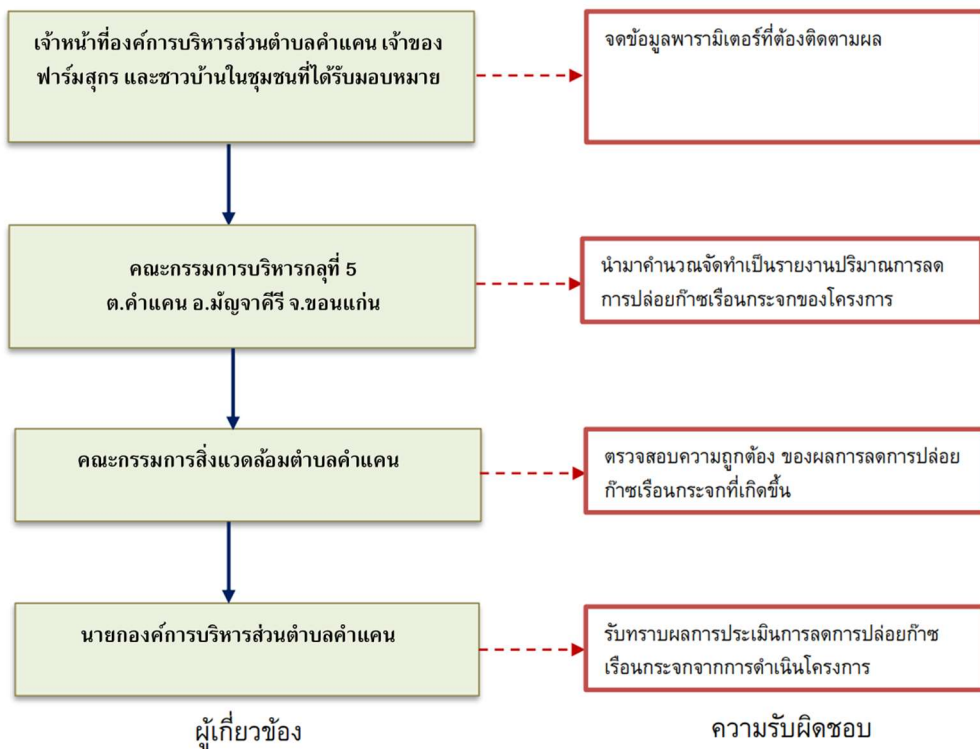 เจ้าหน้าที่องค์การบริหารส่วนตำบลคำแคน เจ้าของ
ฟาร์มสุกร และชาวบ้านในชุมชนที่ได้รับมอบหมาย
จดข้อมูลพารามิเตอร์ที่ต้องติดตามผล
คณะกรรมการบริหารกลุที่ 5
ต.คำแคน อ.มัญจาคีรี จ.ขอนแก่น
นำมาคำนวณจัดทำเป็นรายงานปริมาณการลด
การปล่อยก๊าซเรือนกระจกของโครงการ
คณะกรรมการสิ่งแวดล้อมตำบลคำแคน
ตรวจสอบความถูกต้อง ของผลการลดการปล่อย
ก๊าซเรือนกระจกที่เกิดขึ้น
นายกองค์การบริหารส่วนตำบลคำแคน
รับทราบผลการประเมินการลดการปล่อยก๊าซ
เรือนกระจกจากการดำเนินโครงการ
ผู้เกี่ยวข้อง
ความรับผิดชอบ